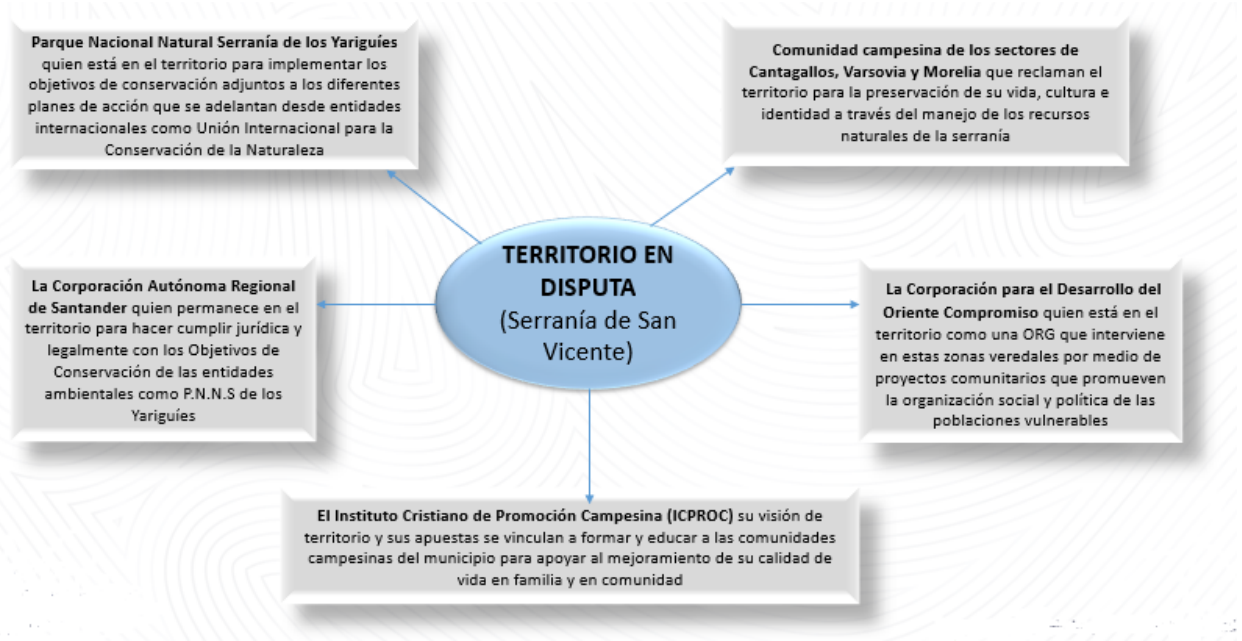 Parque Nacional Natural Serranía de los Yariguíes
quien está en el territorio para implementar los
objetivos de conservación adjuntos a los diferentes
planes de acción que se adelantan desde entidades
internacionales como Unión Internacional para la
Conservación de la Naturaleza
Comunidad campesina de los sectores de
Cantagallos, Varsovia y Morelia que reclaman el
territorio para la preservación de su vida, cultura e
identidad a través del manejo de los recursos
naturales de la serranía
TERRITORIO EN
DISPUTA
(Serranía de San
Vicente)
La Corporación Autónoma Regional
de Santander quien permanece en el
territorio para hacer cumplir jurídica y
legalmente con los Objetivos de
Conservación de las entidades
ambientales como P.N.N.S de los
Yariguíes
La Corporación para el Desarrollo del
Oriente Compromiso quien está en el
territorio como una ORG que interviene
en estas zonas veredales por medio de
proyectos comunitarios que promueven
la organización social y política de las
poblaciones vulnerables
El Instituto Cristiano de Promoción Campesina (ICPROC) su visión de
territorio y sus apuestas se vinculan a formar y educar a las comunidades
campesinas del municipio para apoyar al mejoramiento de su calidad de
vida en familia y en comunidad